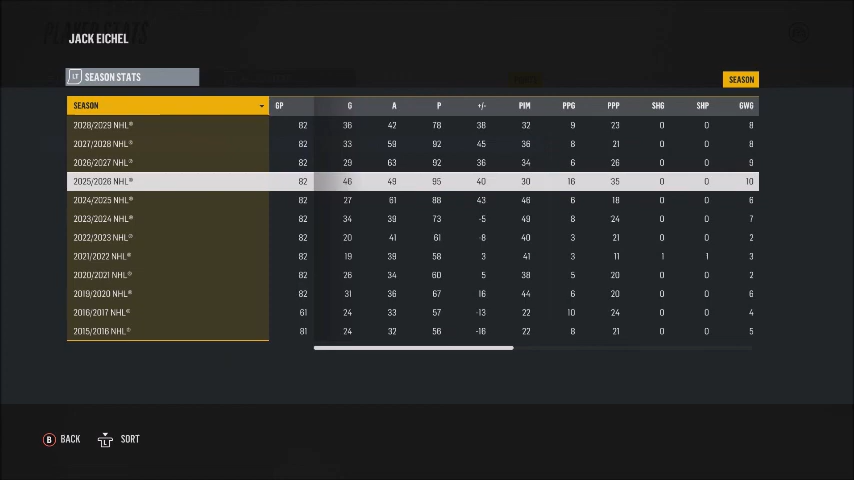 PLAYER STATS
JACK EICHEL
LT SEASON STATS
SEASON
SEASON GP G A P +/- PIM PPG PPP SHG SHP GWG
2028/2029 NHL® 82 36 42 78 38 32 9 23 0 0 8
2027/2028 NHL® 82 33 59 92 45 36 8 21 0 0 8
2026/2027 NHL® 82 29 63 92 36 34 6 26 0 0 9
2025/2026 NHL® 82 46 49 95 40 30 16 35 0 0 10
2024/2025 NHL® 82 27 61 88 43 46 6 18 0 0 6
2023/2024 NHL® 82 34 39 73 -5 49 8 24 0 0 7
2022/2023 NHL® 82 20 41 61 -8 40 3 21 0 0 2
2021/2022 NHL® 82 19 39 58 3 41 3 11 1 1 3
2020/2021 NHL® 82 26 34 60 5 38 5 20 0 0 2
2019/2020 NHL® 82 31 36 67 16 44 6 20 0 0 6
2016/2017 NHL® 61 24 33 57 -13 22 10 24 0 0 4
2015/2016 NHL® 81 24 32 56 -16 22 8 21 0 0 5
B BACK L SORT